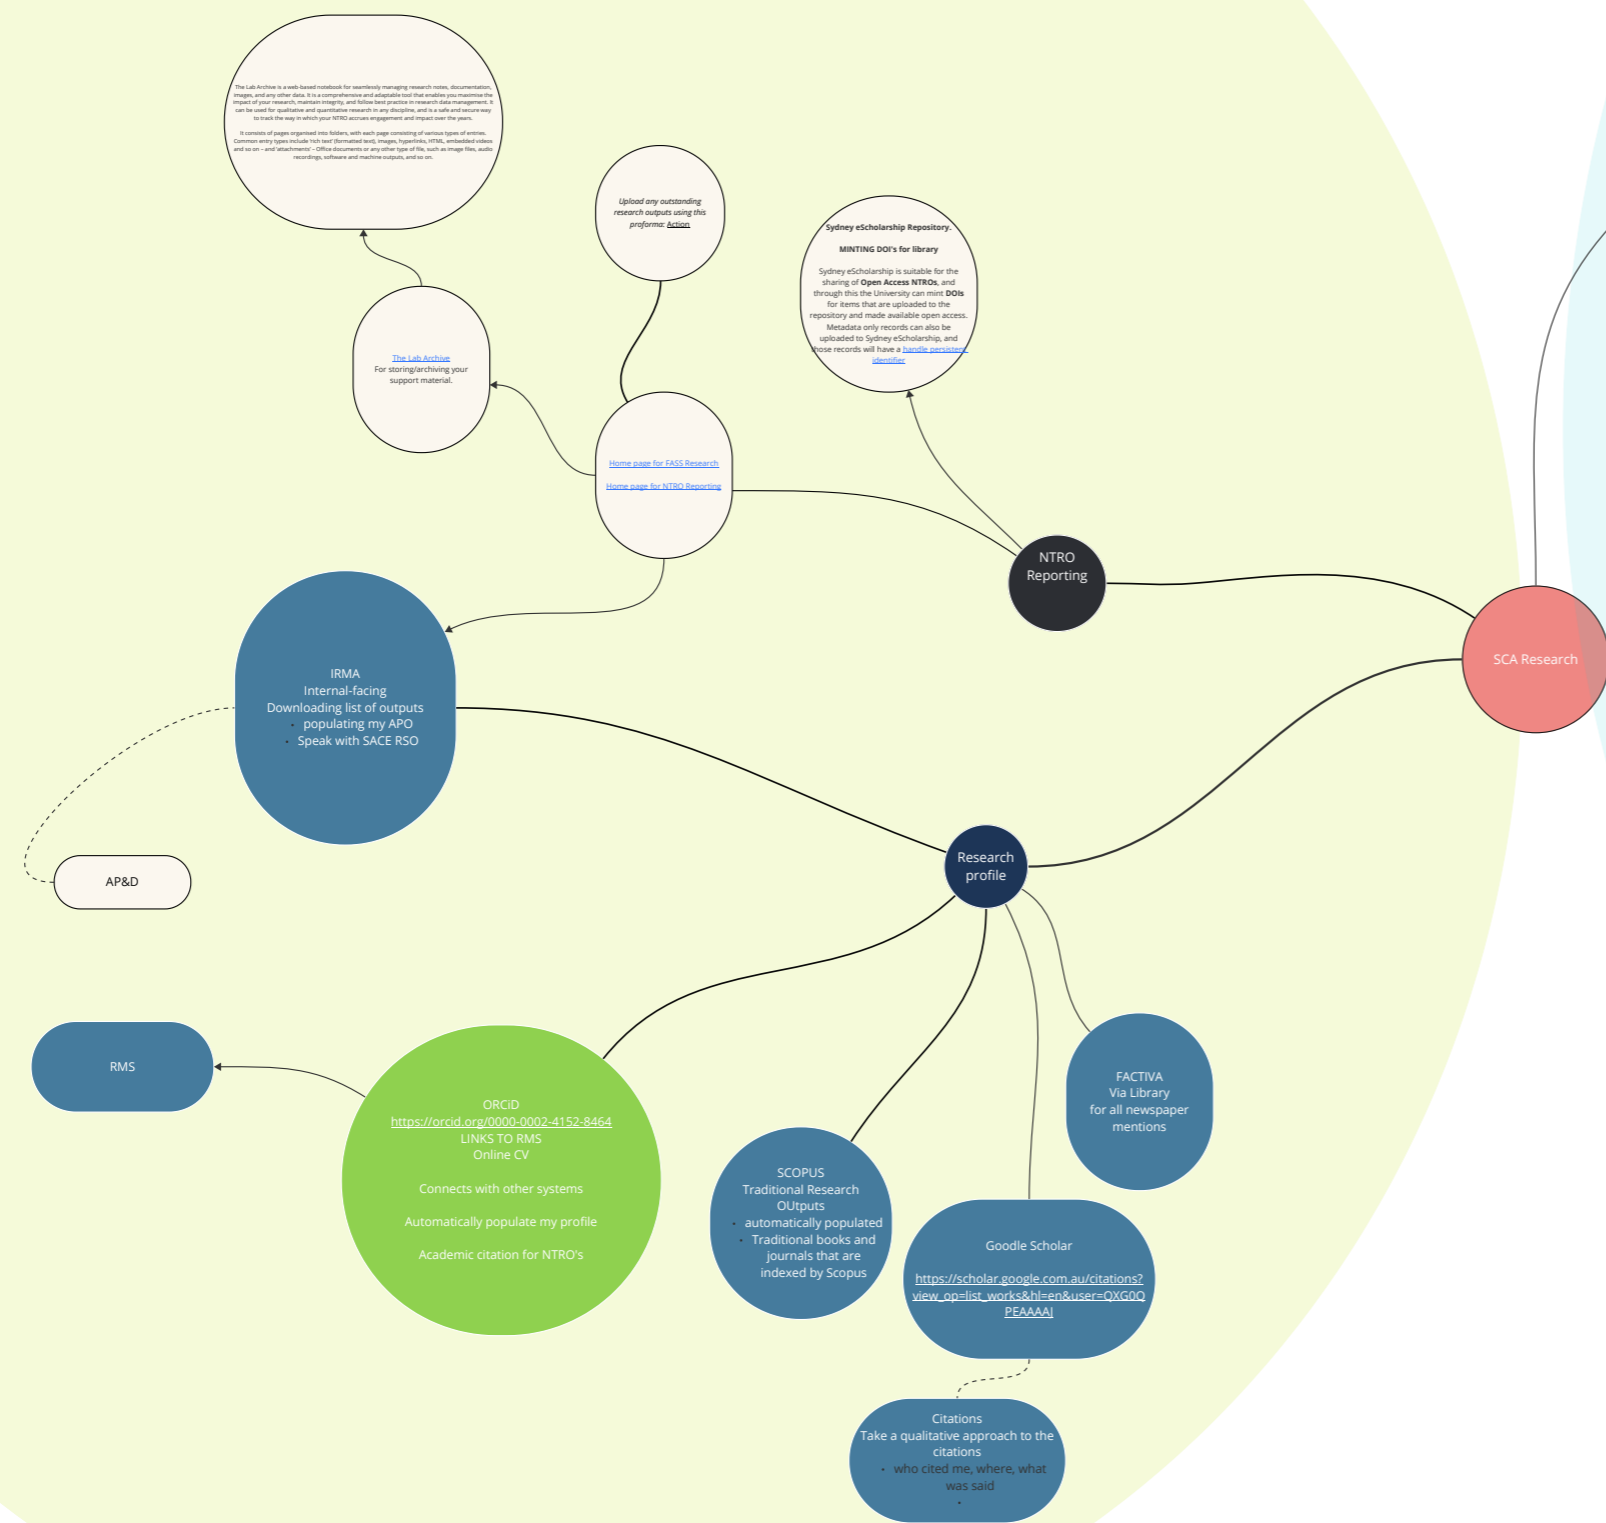 The Lab Archive is a web-based notebook for seamlessly managing research notes, documentation,
images, and any other data. It is a comprehensive and adaptable tool that enables you maximise the
impact of your research, maintain integrity, and follow best practice in research data management. It
can be used for qualitative and quantitative research in any discipline, and is a safe and secure way
to track the way in which your NTRO accrues engagement and impact over the years.
It consists of pages organised into folders, with each page consisting of various types of entries.
Common entry types include 'rich text' (formatted text), images, hyperlinks, HTML, embedded videos
and so on – and 'attachments' – Office documents or any other type of file, such as image files, audio
recordings, software and machine outputs, and so on.
Upload any outstanding
research outputs using this
proforma: Action
Sydney eScholarship Repository.
MINTING DOI's for library
Sydney eScholarship is suitable for the
sharing of Open Access NTROs, and
through this the University can mint DOIs
for items that are uploaded to the
repository and made available open access.
Metadata only records can also be
uploaded to Sydney eScholarship, and
those records will have a handle persistent
identifier
The Lab Archive
For storing/archiving your
support material.
Home page for FASS Research
Home page for NTRO Reporting
NTRO
Reporting
SCA Research
IRMA
Internal-facing
Downloading list of outputs
• populating my APO
• Speak with SACE RSO
AP&D
Research
profile
RMS
ORCiD
https://orcid.org/0000-0002-4152-8464
LINKS TO RMS
Online CV
Connects with other systems
Automatically populate my profile
Academic citation for NTRO's
SCOPUS
Traditional Research
OUtputs
• automatically populated
• Traditional books and
journals that are
indexed by Scopus
FACTIVA
Via Library
for all newspaper
mentions
Goodle Scholar
https://scholar.google.com.au/citations?
view_op=list_works&hl=en&user=QXG0Q
PEAAAAJ
Citations
Take a qualitative approach to the
citations
• who cited me, where, what
was said
•